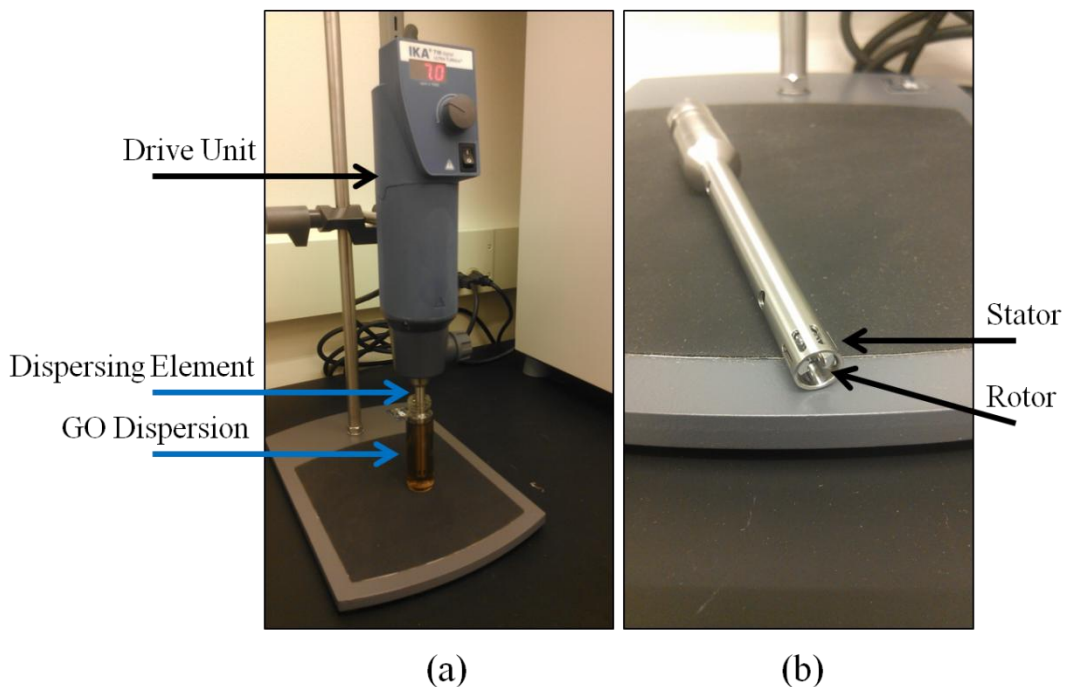 IKA
7.0
Drive Unit
Dispersing Element
GO Dispersion
Stator
Rotor
(a)
(b)